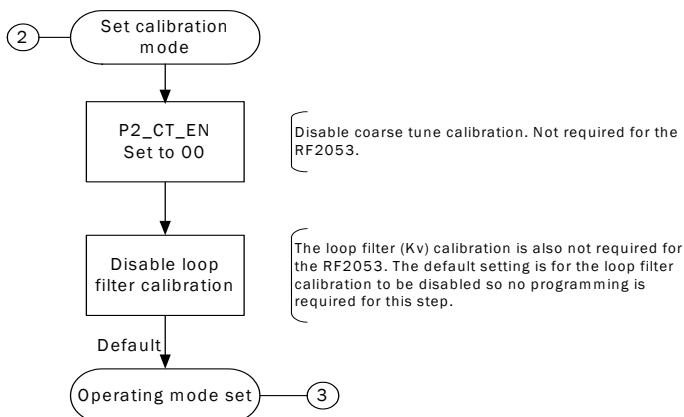 2
Set calibration
mode
P2_CT_EN
Set to 00
Disable coarse tune calibration. Not required for the
RF2053.
Disable loop
filter calibration
The loop filter (Kv) calibration is also not required for
the RF2053. The default setting is for the loop filter
calibration to be disabled so no programming is
required for this step.
Default
Operating mode set
3